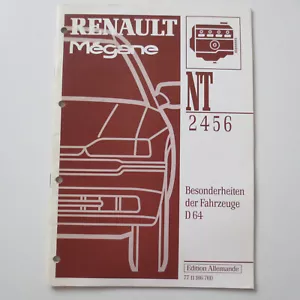 RENAULT
Mégane
NT
2456
Besonderheiten
der Fahrzeuge
D 64
Edition Allemande